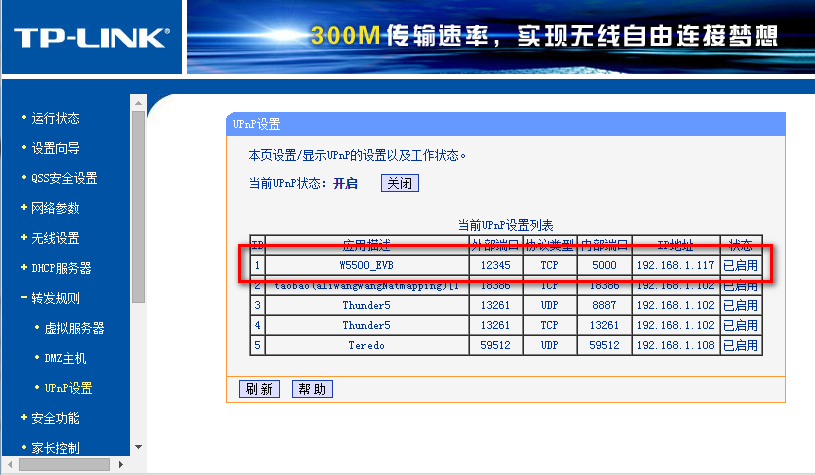 TP-LINK®
300M 传输速率，实现无线自由连接梦想
运行状态
设置向导
QSS安全设置
网络参数
无线设置
DHCP服务器
转发规则
虚拟服务器
DMZ主机
UPnP设置
安全功能
家长控制
UPnP设置
本页设置/显示UPnP的设置以及工作状态。
当前UPnP状态：开启 关闭
当前UPnP设置列表
ID 应用描述 外部端口 协议类型 内部端口 IP地址 状态
1 W5500_EVB 12345 TCP 5000 192.168.1.117 已启用
2 taobao(aliwangwangNatmapping)[1 18386 TCP 18386 192.168.1.102 已启用
3 Thunder5 13261 UDP 8887 192.168.1.102 已启用
4 Thunder5 13261 TCP 13261 192.168.1.102 已启用
5 Teredo 59512 UDP 59512 192.168.1.108 已启用
刷 新 帮 助